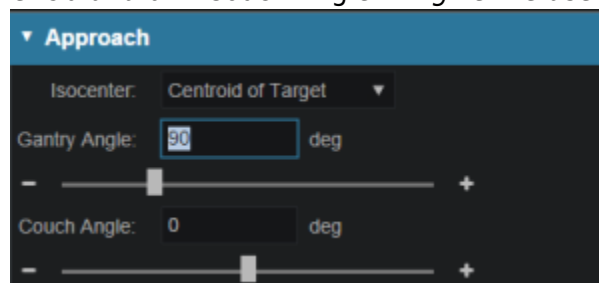 ▼ Approach
Isocenter: Centroid of Target ▼
Gantry Angle: 90 deg
- +
Couch Angle: 0 deg
- +